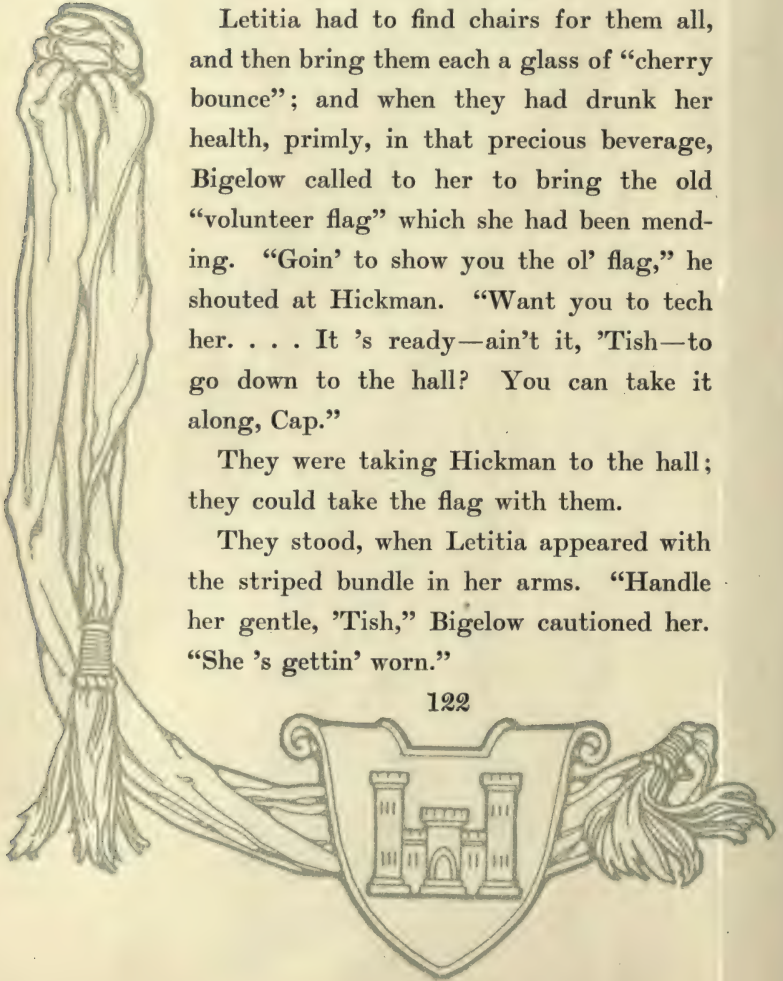 Letitia had to find chairs for them all,
and then bring them each a glass of “cherry
bounce”; and when they had drunk her
health, primly, in that precious beverage,
Bigelow called to her to bring the old
“volunteer flag” which she had been mend-
ing. “Goin’ to show you the ol’ flag,” he
shouted at Hickman. “Want you to tech
her. . . . It ’s ready—ain’t it, ’Tish—to
go down to the hall? You can take it
along, Cap.”
They were taking Hickman to the hall;
they could take the flag with them.
They stood, when Letitia appeared with
the striped bundle in her arms. “Handle
her gentle, ’Tish,” Bigelow cautioned her.
“She ’s gettin’ worn.”
122